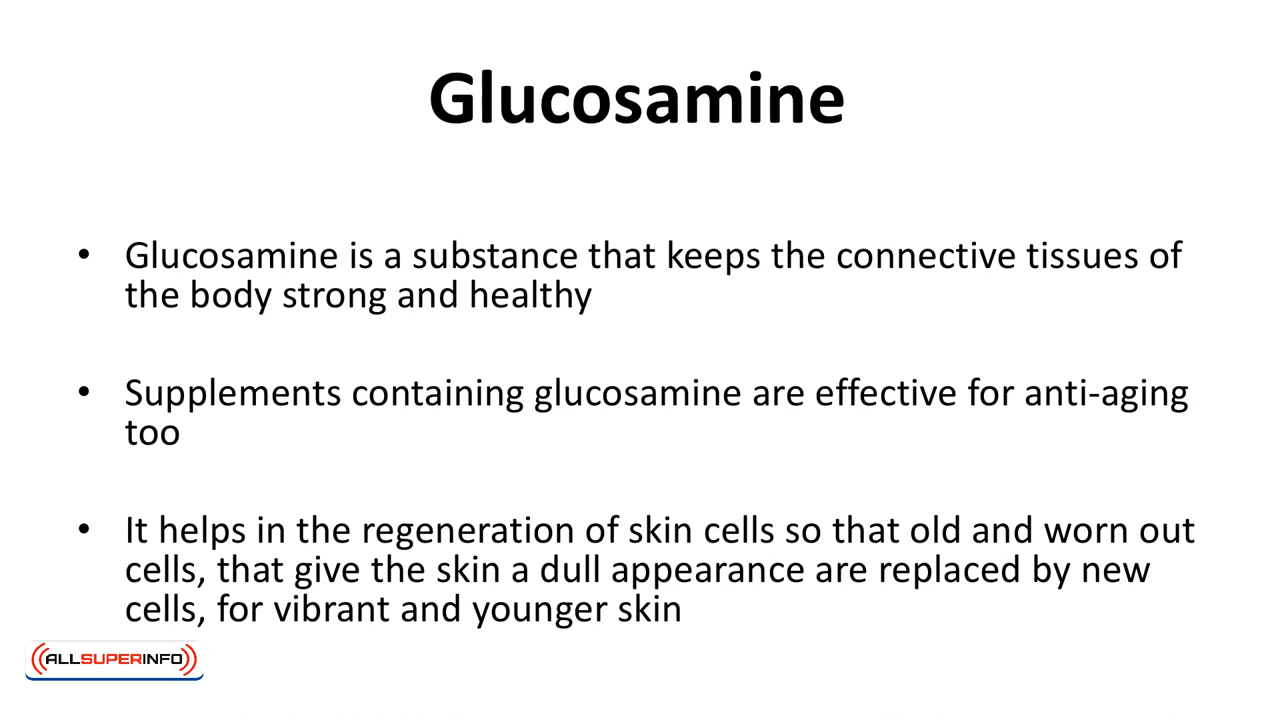 Glucosamine
• Glucosamine is a substance that keeps the connective tissues of
the body strong and healthy
• Supplements containing glucosamine are effective for anti-aging
too
• It helps in the regeneration of skin cells so that old and worn out
cells, that give the skin a dull appearance are replaced by new
cells, for vibrant and younger skin
ALLSUPERINFO